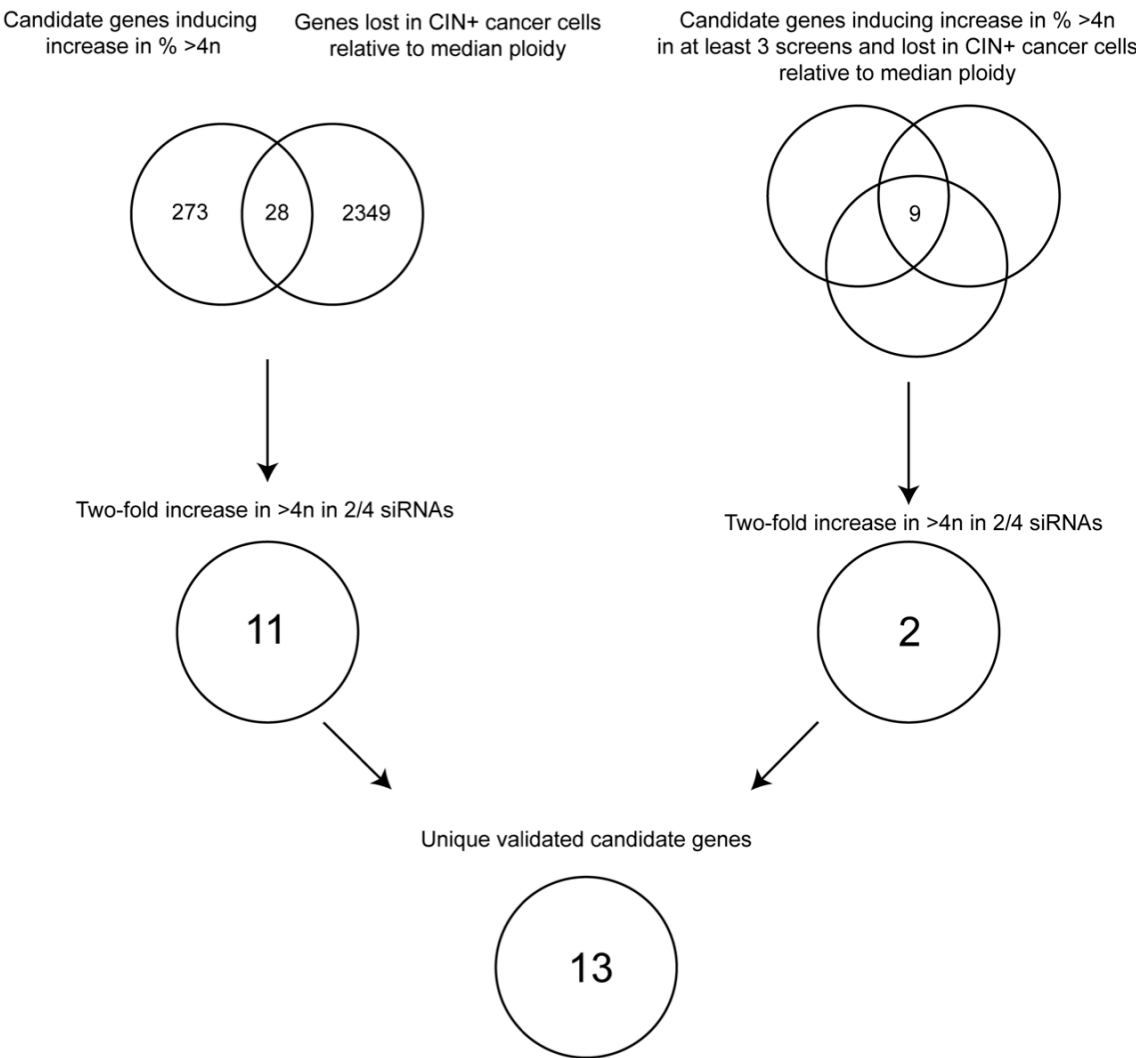 Candidate genes inducing
increase in % >4n
Genes lost in CIN+ cancer cells
relative to median ploidy
Candidate genes inducing increase in % >4n
in at least 3 screens and lost in CIN+ cancer cells
relative to median ploidy
273
28
2349
9
Two-fold increase in >4n in 2/4 siRNAs
Two-fold increase in >4n in 2/4 siRNAs
11
2
Unique validated candidate genes
13